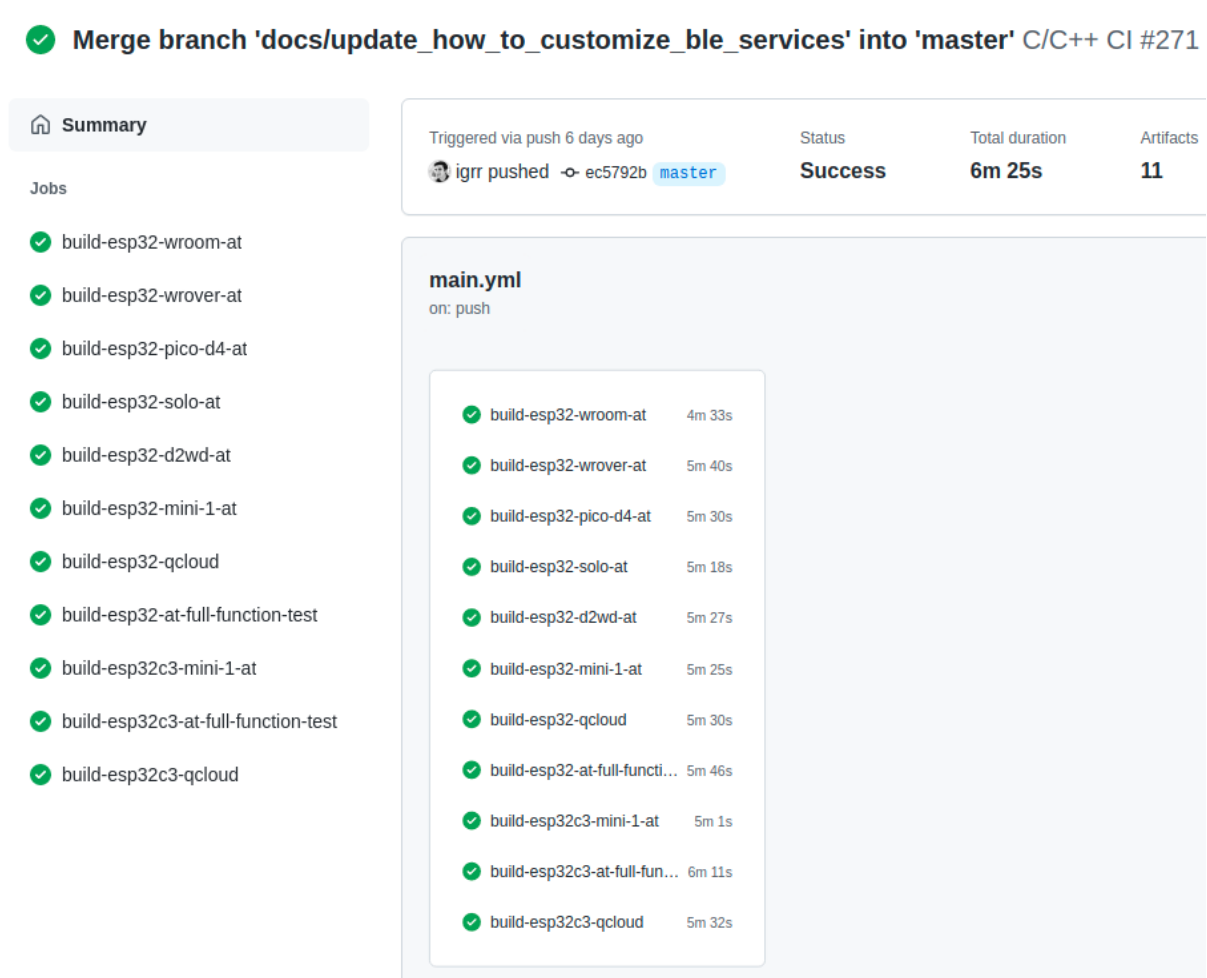 Merge branch 'docs/update_how_to_customize_ble_services' into 'master' C/C++ CI #271
Summary
Jobs
build-esp32-wroom-at
build-esp32-wrover-at
build-esp32-pico-d4-at
build-esp32-solo-at
build-esp32-d2wd-at
build-esp32-mini-1-at
build-esp32-qcloud
build-esp32-at-full-function-test
build-esp32c3-mini-1-at
build-esp32c3-at-full-function-test
build-esp32c3-qcloud
Triggered via push 6 days ago Status Total duration Artifacts
igrr pushed ec5792b master Success 6m 25s 11
main.yml
on: push
build-esp32-wroom-at 4m 33s
build-esp32-wrover-at 5m 40s
build-esp32-pico-d4-at 5m 30s
build-esp32-solo-at 5m 18s
build-esp32-d2wd-at 5m 27s
build-esp32-mini-1-at 5m 25s
build-esp32-qcloud 5m 30s
build-esp32-at-full-functi... 5m 46s
build-esp32c3-mini-1-at 5m 1s
build-esp32c3-at-full-fun... 6m 11s
build-esp32c3-qcloud 5m 32s